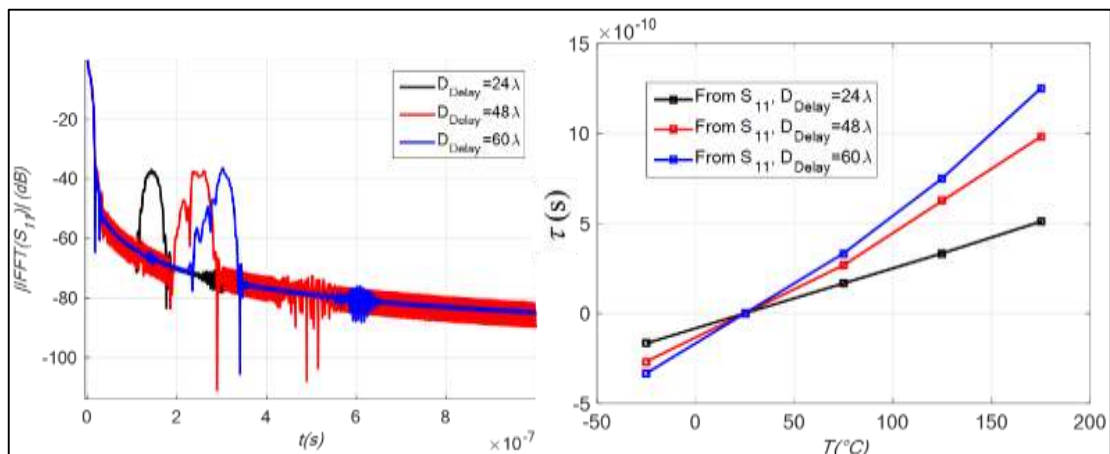 |IFFT(S11)| (dB)
-20
-40
-60
-80
-100
0
2
4
6
8
t(s)
×10-7
DDelay=24λ
DDelay=48λ
DDelay=60λ
×10-10
τ (s)
15
10
5
0
-5
-50
0
50
100
150
200
T(°C)
From S11, DDelay=24λ
From S11, DDelay=48λ
From S11, DDelay=60λ